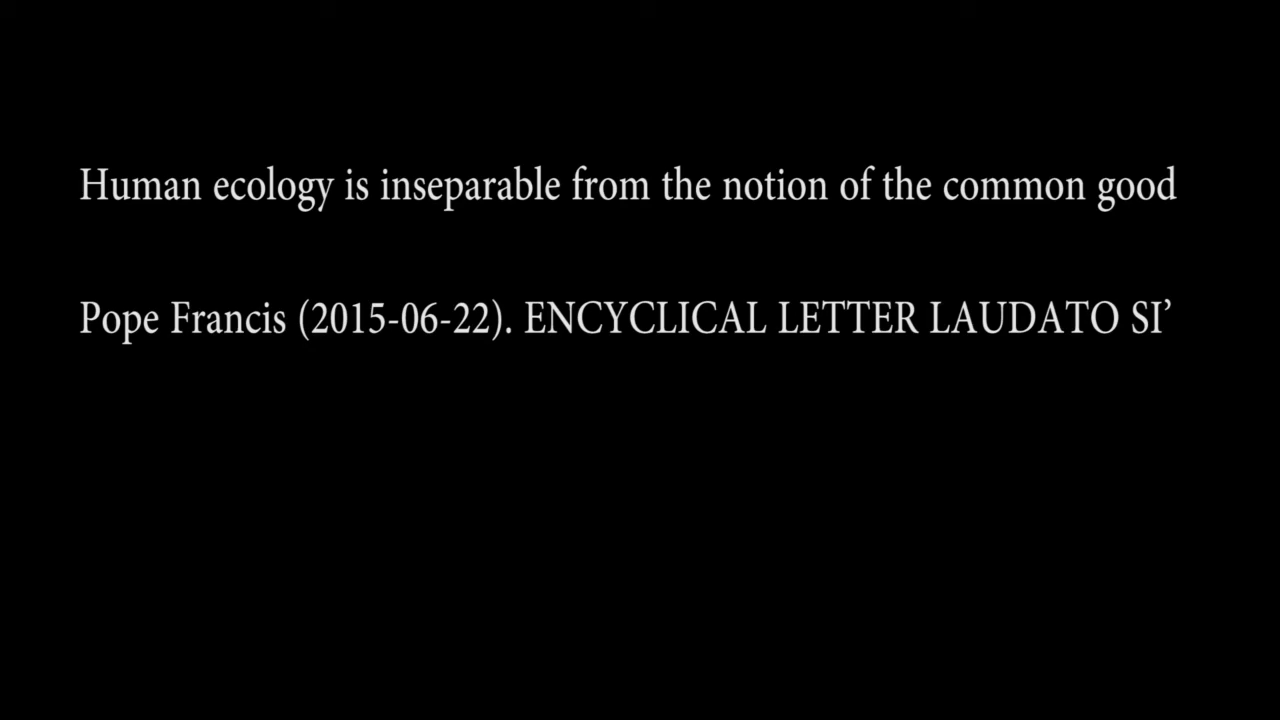 Human ecology is inseparable from the notion of the common good
Pope Francis (2015-06-22). ENCYCLICAL LETTER LAUDATO SI’